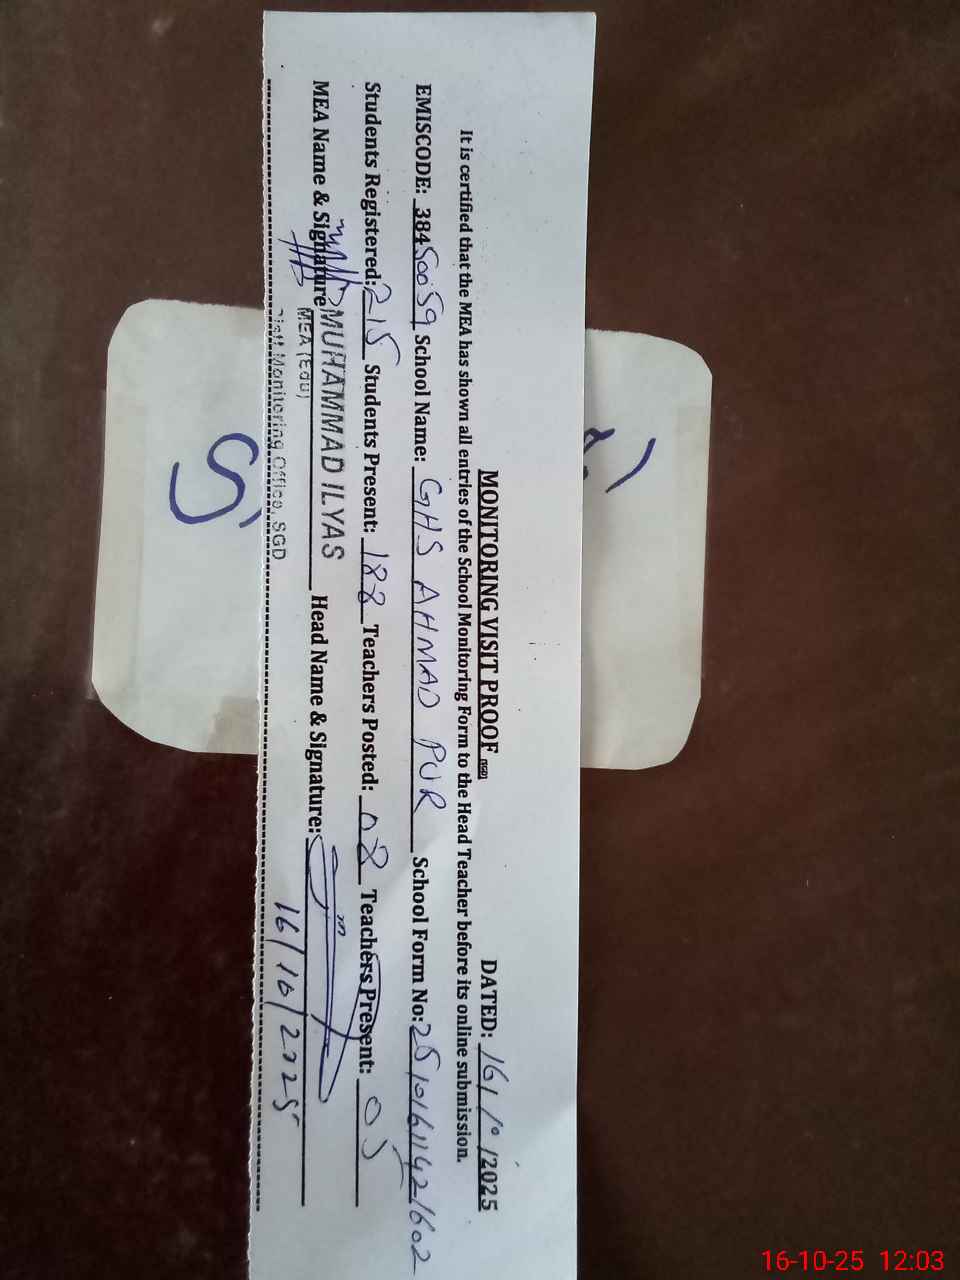 MONITORING VISIT PROOF (SGD) DATED: 16/10/2025
It is certified that the MEA has shown all entries of the School Monitoring Form to the Head Teacher before its online submission.
EMISCODE: 38450059 School Name: GHS AHMAD PUR School Form No: 25101611421602
Students Registered: 215 Students Present: 188 Teachers Posted: 08 Teachers Present: 05
MEA Name & Signature MUHAMMAD ILYAS Head Name & Signature:
MEA (Edu)
Distt Monitoring Office, SGD
16/10/2025
16-10-25 12:03